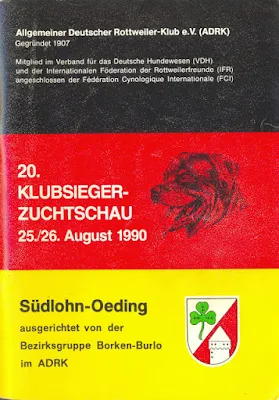 Allgemeiner Deutscher Rottweiler-Klub e.V. (ADRK)
Gegründet 1907
Mitglied im Verband für das Deutsche Hundewesen (VDH)
und der Internationalen Föderation der Rottweilerfreunde (IFR)
angeschlossen der Fédération Cynologique Internationale (FCI)
20.
KLUBSIEGER-
ZUCHTSCHAU
25./26. August 1990
Südlohn-Oeding
ausgerichtet von der
Bezirksgruppe Borken-Burlo
im ADRK